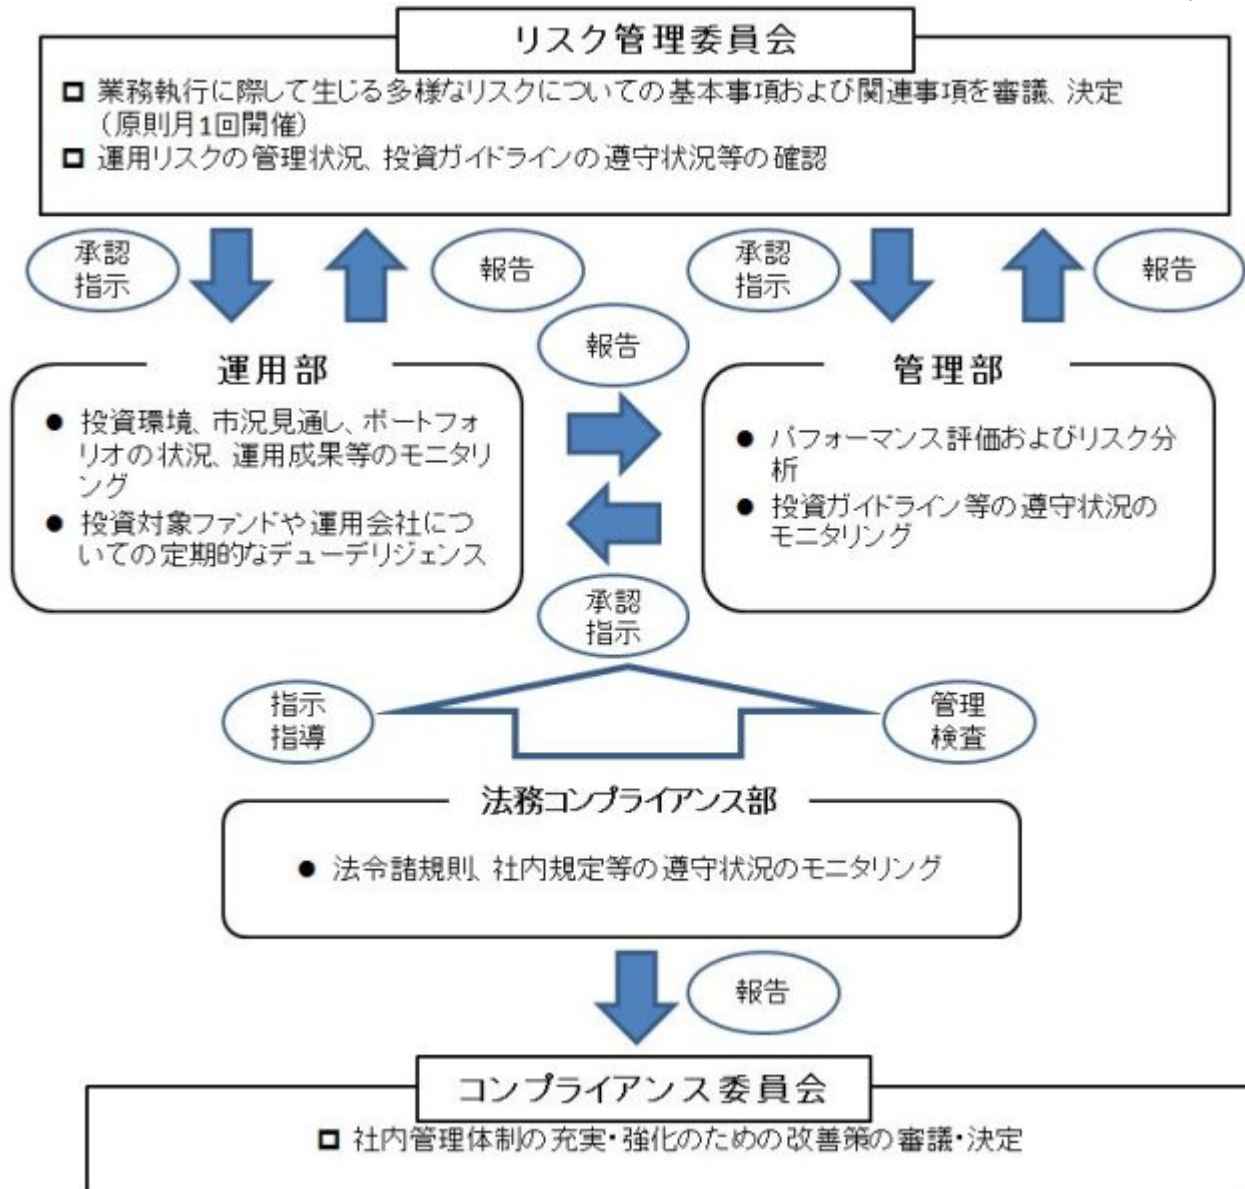 リスク管理委員会
業務執行に際して生じる多様なリスクについての基本事項および関連事項を審議、決定
(原則月1回開催)
運用リスクの管理状況、投資ガイドラインの遵守状況等の確認
承認
指示
報告
承認
指示
報告
報告
運用部
投資環境、市況見通し、ポートフォ
リオの状況、運用成果等のモニタリ
ング
投資対象ファンドや運用会社につ
いての定期的なデューデリジェンス
管理部
パフォーマンス評価およびリスク分
析
投資ガイドライン等の遵守状況の
モニタリング
承認
指示
指示
指導
管理
検査
法務コンプライアンス部
法令諸規則、社内規定等の遵守状況のモニタリング
報告
コンプライアンス委員会
社内管理体制の充実・強化のための改善策の審議・決定